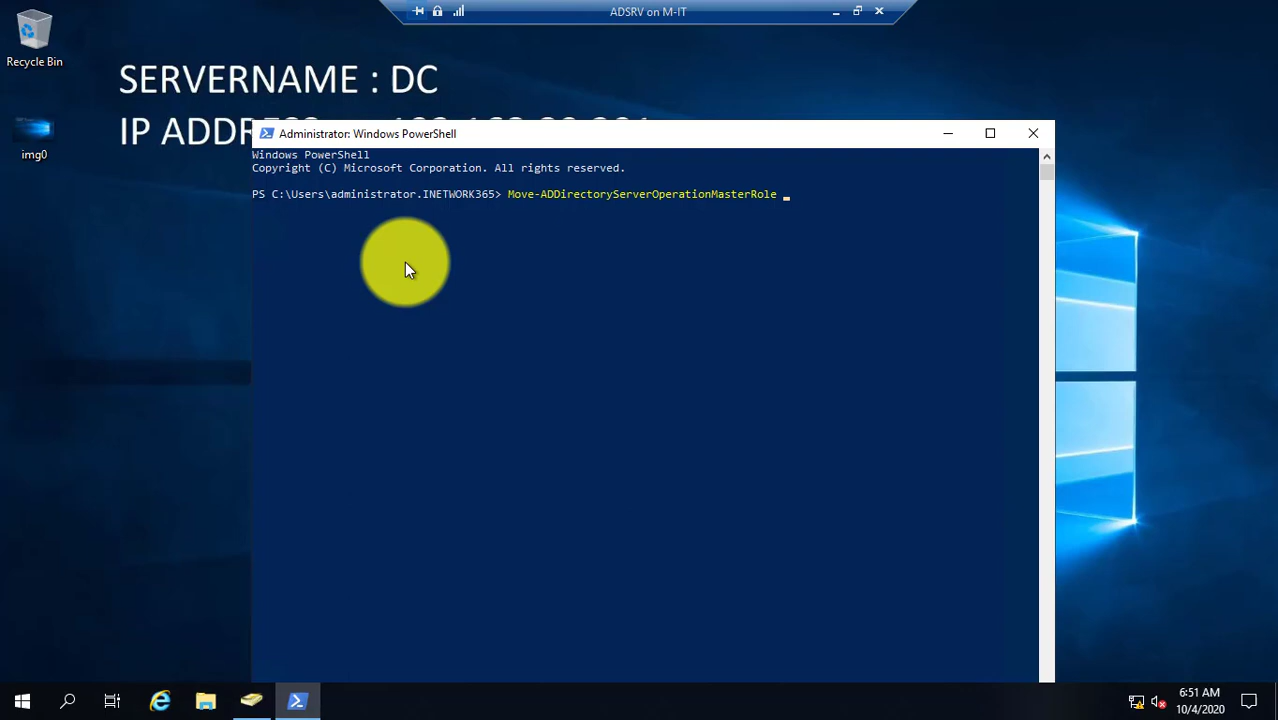 ADSRV on M-IT
Recycle Bin
SERVERNAME : DC
img0
IP ADDR
Administrator: Windows PowerShell
Windows PowerShell
Copyright (C) Microsoft Corporation. All rights reserved.
PS C:\Users\administrator.INETWORK365> Move-ADDirectoryServerOperationMasterRole
6:51 AM
10/4/2020